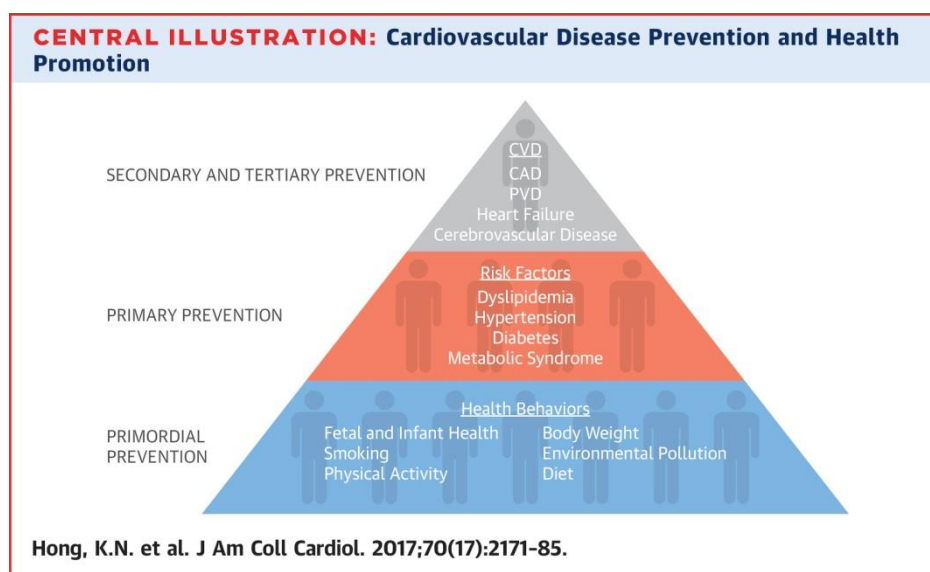 CENTRAL ILLUSTRATION: Cardiovascular Disease Prevention and Health
Promotion
SECONDARY AND TERTIARY PREVENTION
CVD
CAD
PVD
Heart Failure
Cerebrovascular Disease
PRIMARY PREVENTION
Risk Factors
Dyslipidemia
Hypertension
Diabetes
Metabolic Syndrome
PRIMORDIAL
PREVENTION
Health Behaviors
Fetal and Infant Health
Smoking
Physical Activity
Body Weight
Environmental Pollution
Diet
Hong, K.N. et al. J Am Coll Cardiol. 2017;70(17):2171-85.